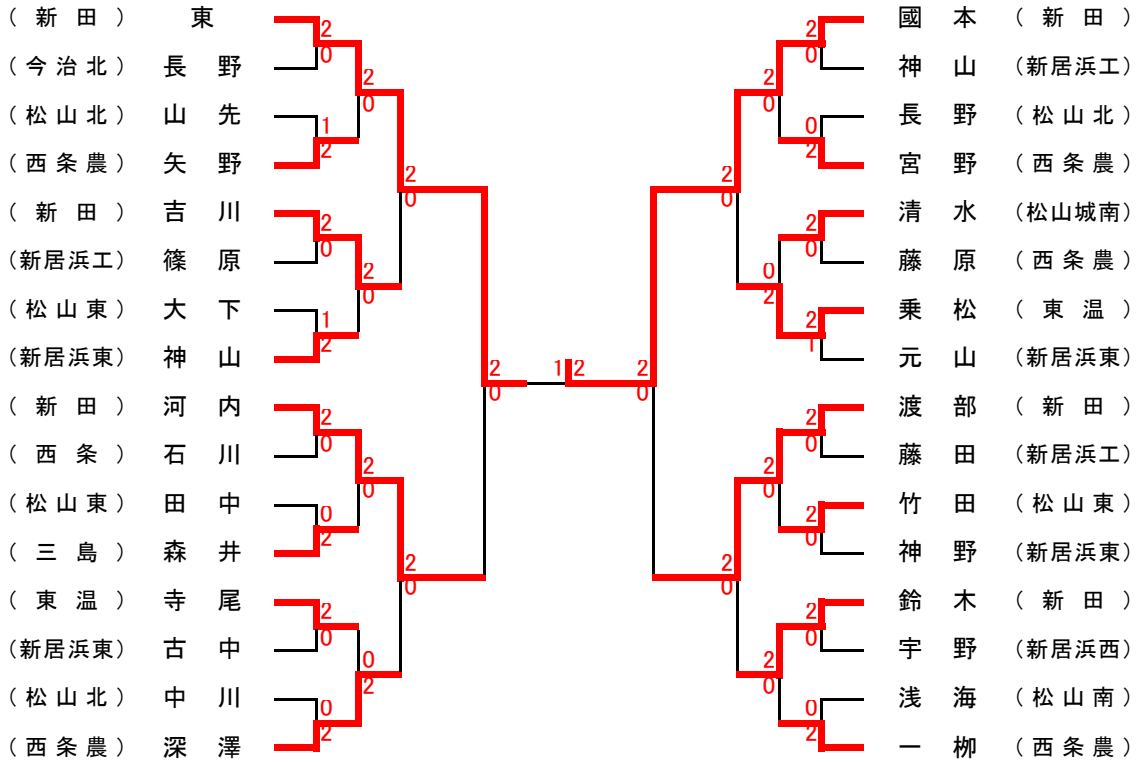 (新田) 東 2 國本 (新田)
(今治北) 長野 0 神山 (新居浜工)
(松山北) 山先 1 長野 (松山北)
(西条農) 矢野 2 宮野 (西条農)
(新田) 吉川 2 清水 (松山城南)
(新居浜工) 篠原 0 藤原 (西条農)
(松山東) 大下 1 乗松 (東温)
(新居浜東) 神山 2 元山 (新居浜東)
(新田) 河内 2 渡部 (新田)
(西条) 石川 0 藤田 (新居浜工)
(松山東) 田中 0 竹田 (松山東)
(三島) 森井 2 神野 (新居浜東)
(東温) 寺尾 2 鈴木 (新田)
(新居浜東) 古中 0 宇野 (新居浜西)
(松山北) 中川 0 浅海 (松山南)
(西条農) 深澤 2 一柳 (西条農)
2 0
2 0
2 0
0 2
2 0
2 0
2 0
1 2
2 0
2 0
2 0
0 2
2 0
2 0
2 0
2 0
0 2
2 0
2 1
2 0
2 0
2 0
0 2